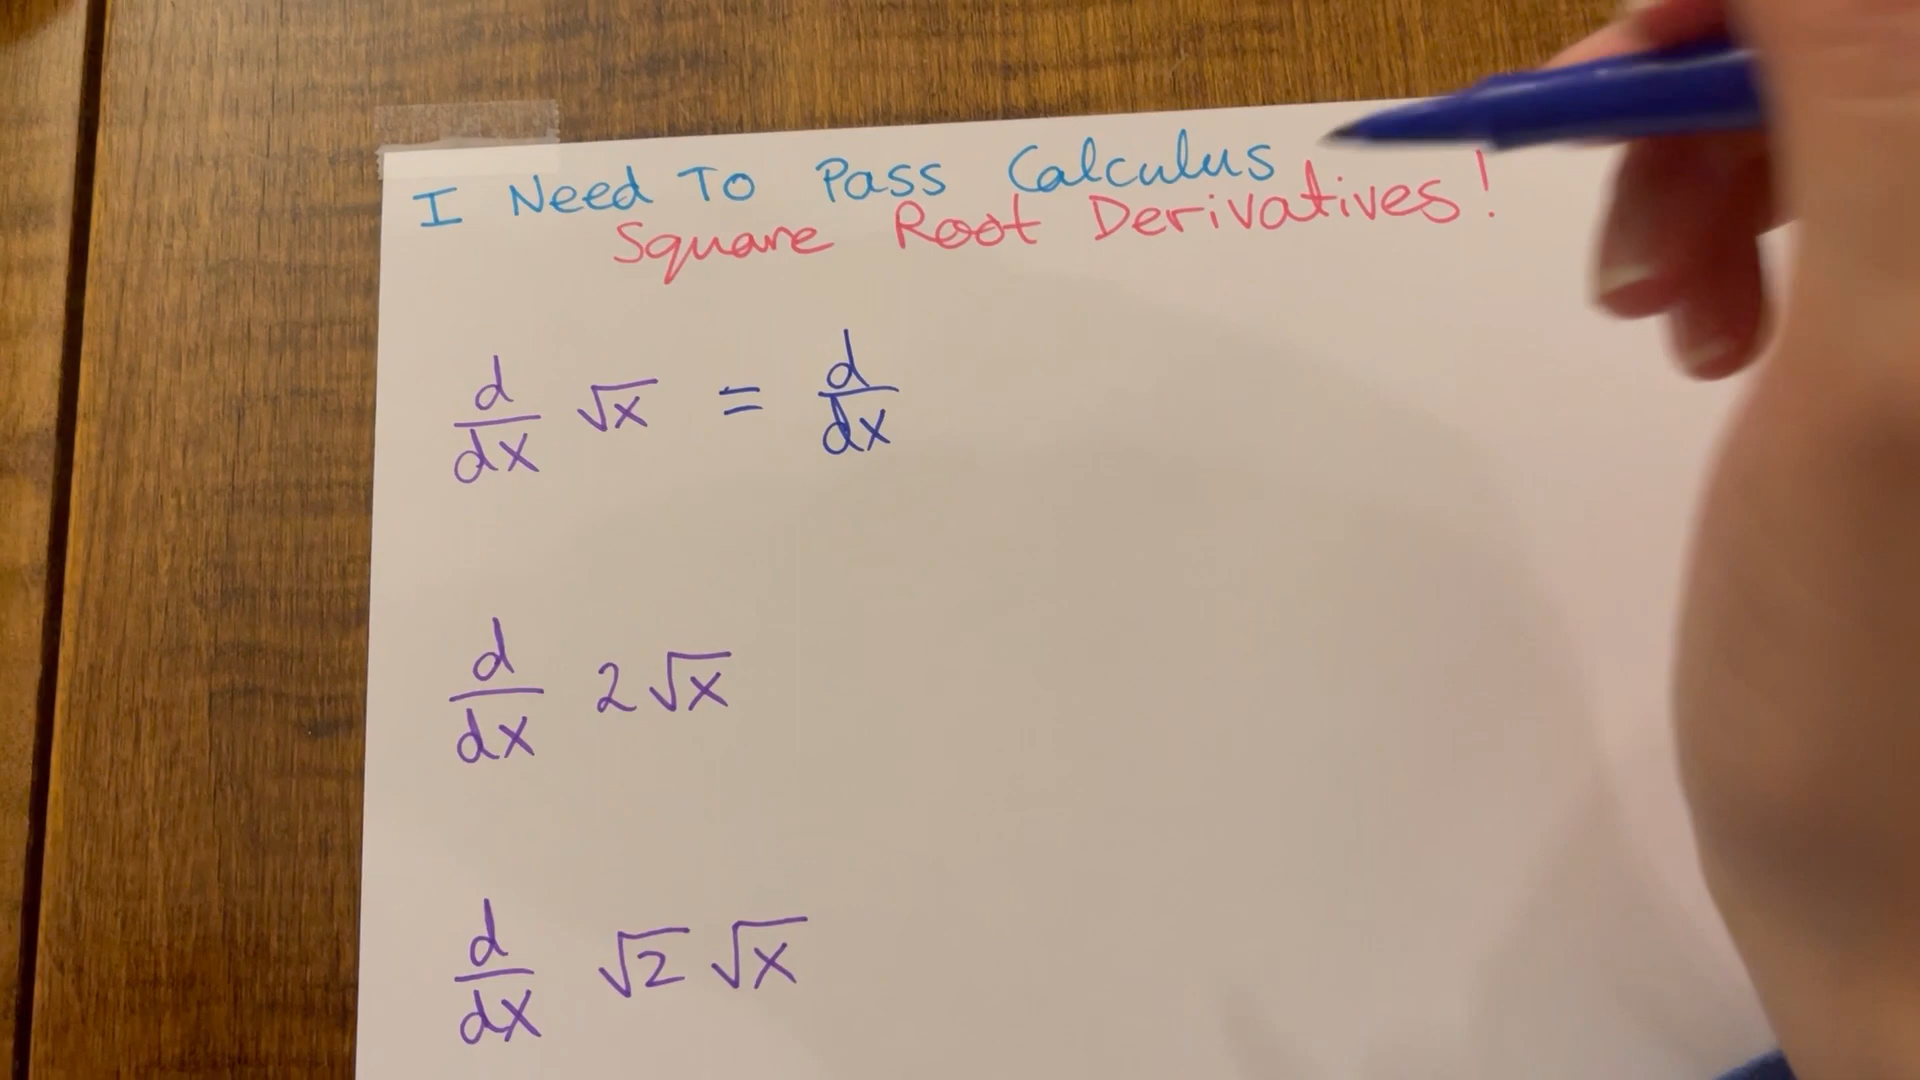 I Need To Pass Calculus
Square Root Derivatives!
d/dx √x = d/dx
d/dx 2√x
d/dx √2 √x